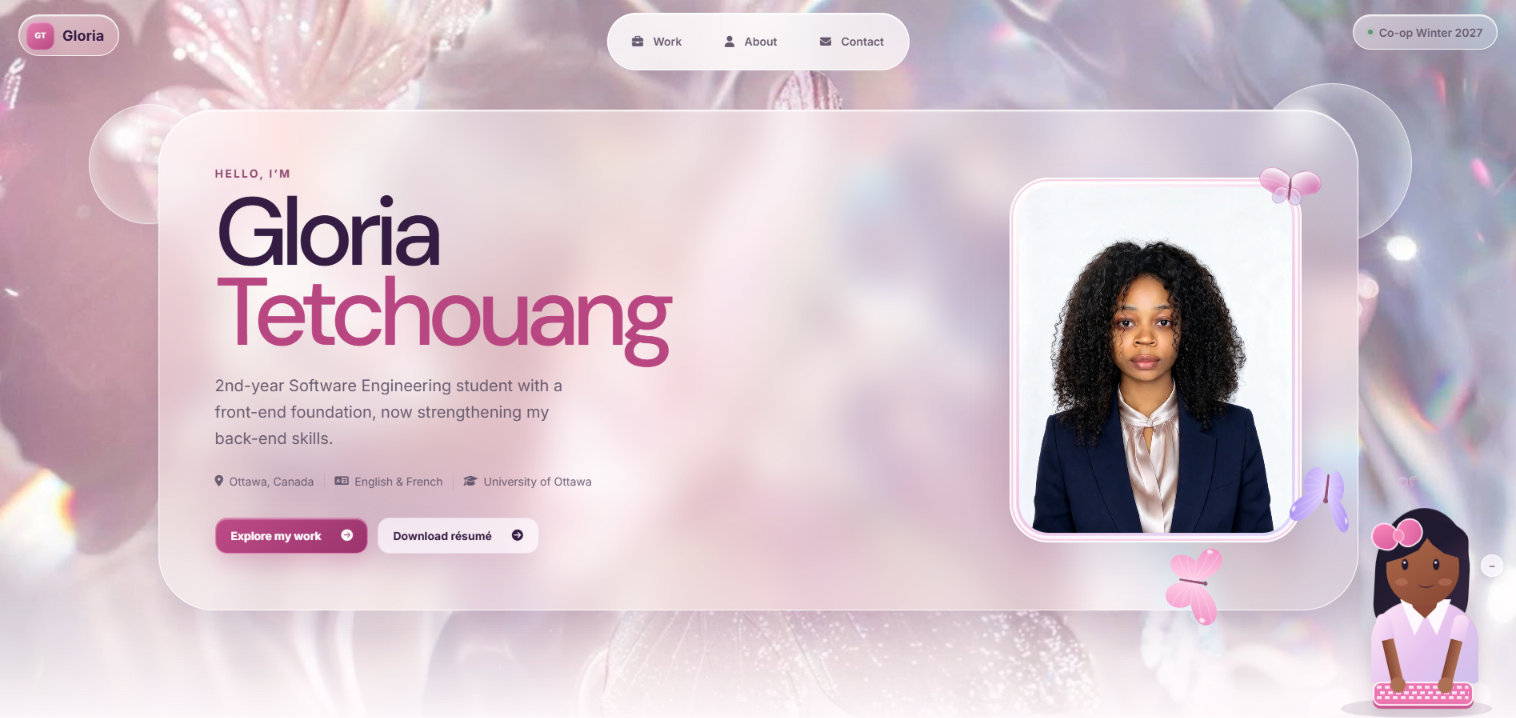 GT Gloria
Work About Contact
Co-op Winter 2027
HELLO, I'M
Gloria
Tetchouang
2nd-year Software Engineering student with a
front-end foundation, now strengthening my
back-end skills.
Ottawa, Canada English & French University of Ottawa
Explore my work Download résumé